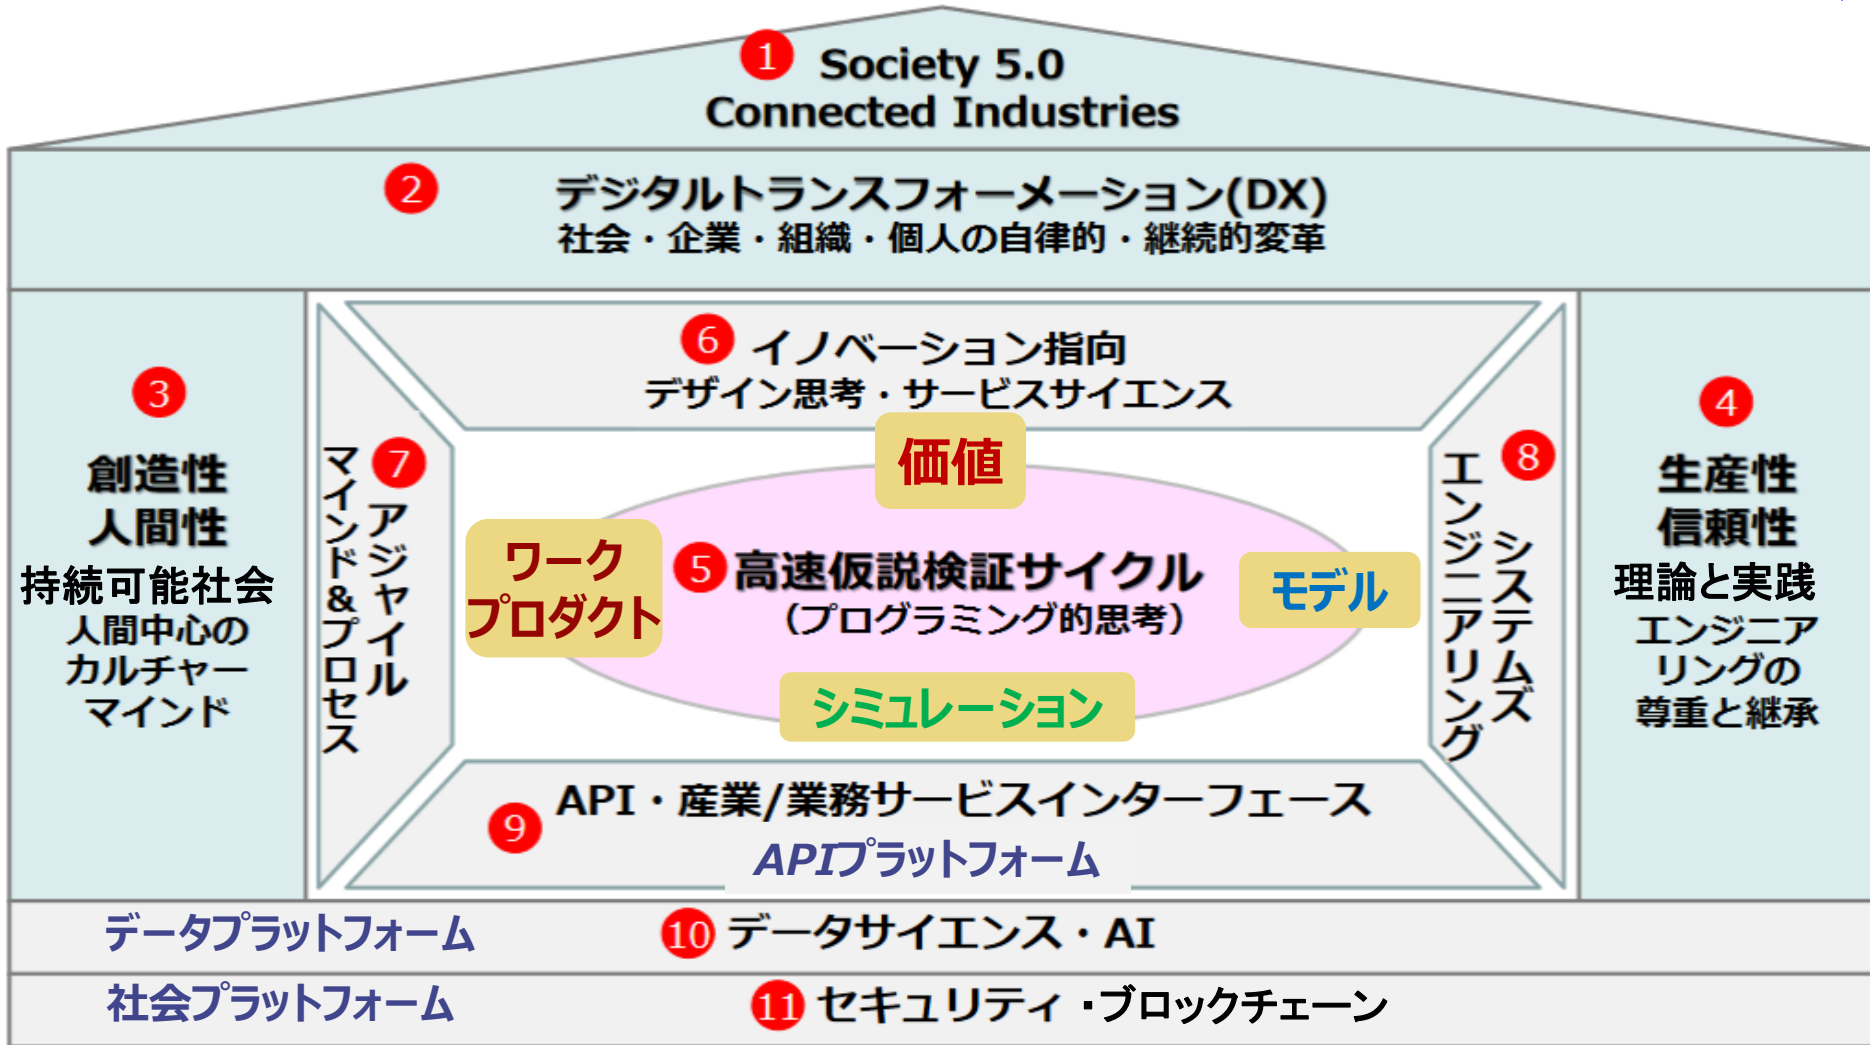 1 Society 5.0
Connected Industries
2 デジタルトランスフォーメーション(DX)
社会・企業・組織・個人の自律的・継続的変革
3
創造性
人間性
持続可能社会
人間中心の
カルチャー
マインド
7
アジャイル
マインド&プロセス
6 イノベーション指向
デザイン思考・サービスサイエンス
価値
ワーク
プロダクト
5 高速仮説検証サイクル
(プログラミング的思考)
モデル
シミュレーション
8
システムズ
エンジニアリング
4
生産性
信頼性
理論と実践
エンジニア
リングの
尊重と継承
9 API・産業/業務サービスインターフェース
APIプラットフォーム
データプラットフォーム 10 データサイエンス・AI
社会プラットフォーム 11 セキュリティ・ブロックチェーン